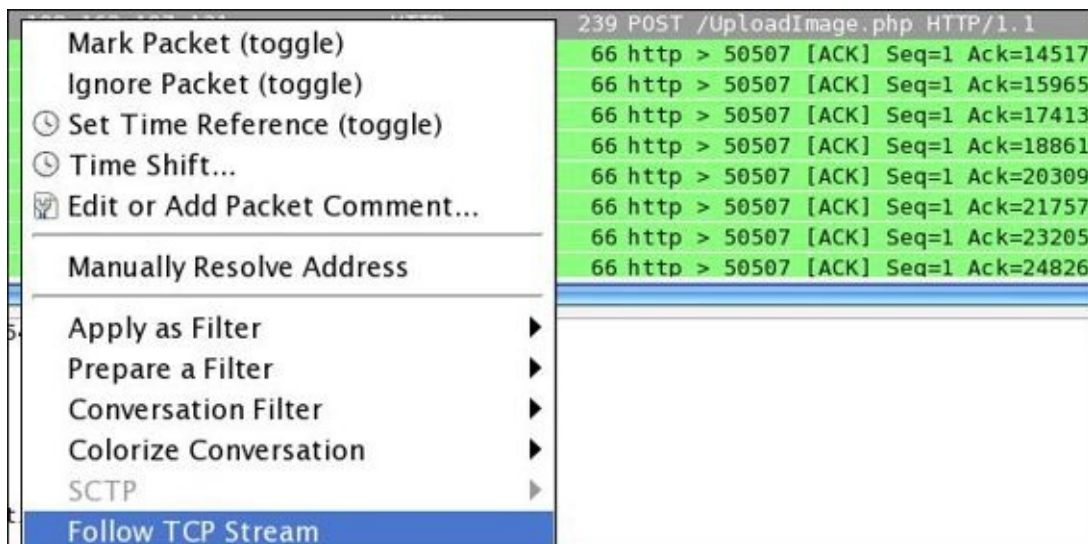 239 POST /UploadImage.php HTTP/1.1
66 http > 50507 [ACK] Seq=1 Ack=14517
66 http > 50507 [ACK] Seq=1 Ack=15965
66 http > 50507 [ACK] Seq=1 Ack=17413
66 http > 50507 [ACK] Seq=1 Ack=18861
66 http > 50507 [ACK] Seq=1 Ack=20309
66 http > 50507 [ACK] Seq=1 Ack=21757
66 http > 50507 [ACK] Seq=1 Ack=23205
66 http > 50507 [ACK] Seq=1 Ack=24826
Mark Packet (toggle)
Ignore Packet (toggle)
Set Time Reference (toggle)
Time Shift...
Edit or Add Packet Comment...
Manually Resolve Address
Apply as Filter
Prepare a Filter
Conversation Filter
Colorize Conversation
SCTP
Follow TCP Stream